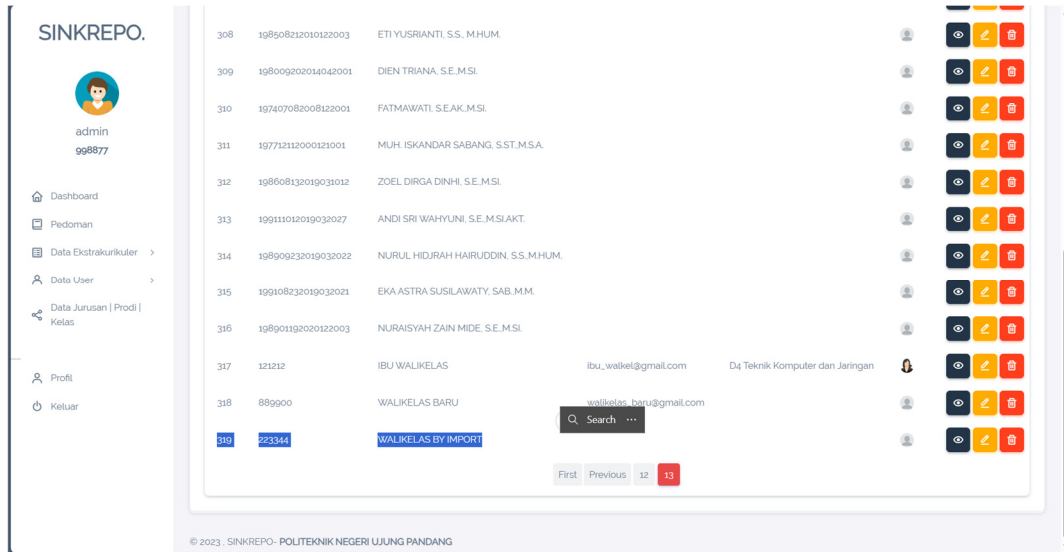 SINKREPO.
admin
998877
Dashboard
Pedoman
Data Ekstrakurikuler >
Data User >
Data Jurusan | Prodi |
Kelas
Profil
Keluar
308 198508212010122003 ETI YUSRIANTI, S.S., M.HUM.
309 198009202014042001 DIEN TRIANA, S.E.,M.SI.
310 197407082008122001 FATMAWATI, S.E.AK.,M.SI.
311 197712112000121001 MUH. ISKANDAR SABANG, S.ST.,M.S.A.
312 198608132019031012 ZOEL DIRGA DINHI, S.E.,M.SI.
313 199111012019032027 ANDI SRI WAHYUNI, S.E.,M.SI.AKT.
314 198909232019032022 NURUL HIDJRAH HAIRUDDIN, S.S.,M.HUM.
315 199108232019032021 EKA ASTRA SUSILAWATY, SAB.,M.M.
316 198901192020122003 NURAISYAH ZAIN MIDE, S.E.,M.SI.
317 121212 IBU WALIKELAS ibu_walkel@gmail.com D4 Teknik Komputer dan Jaringan
318 889900 WALIKELAS BARU walikelas_baru@gmail.com
Search ...
319 223344 WALIKELAS BY IMPORT
First Previous 12 13
© 2023 , SINKREPO- POLITEKNIK NEGERI UJUNG PANDANG